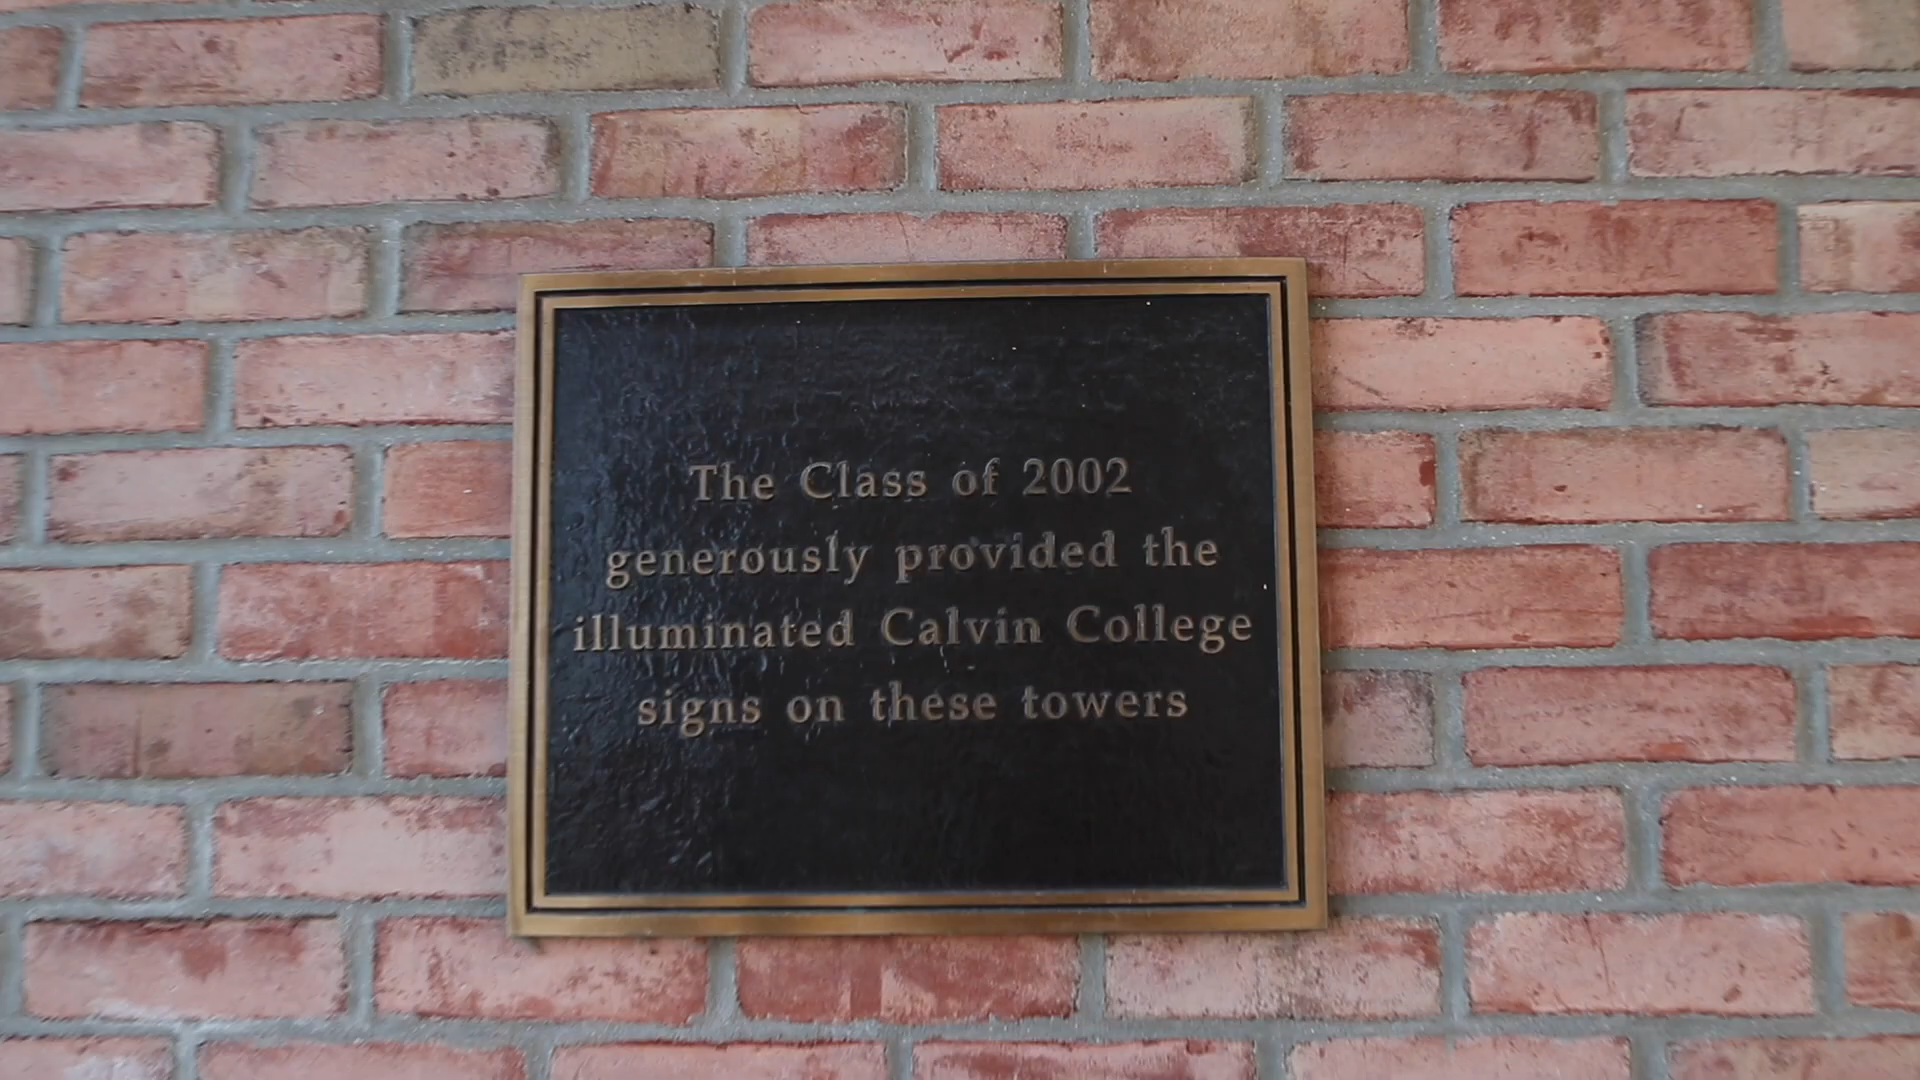 The Class of 2002
generously provided the
illuminated Calvin College
signs on these towers